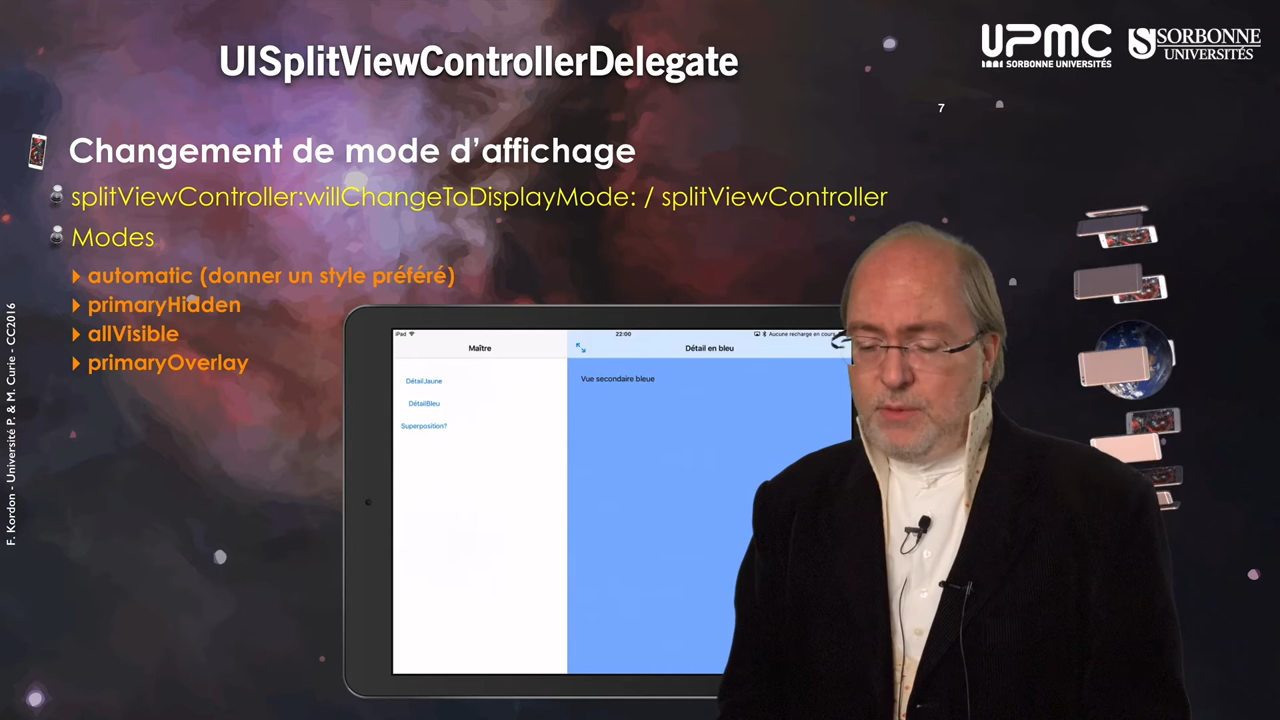 UISplitViewControllerDelegate
UPMC
SORBONNE UNIVERSITÉS
SORBONNE
UNIVERSITÉS
7
Changement de mode d'affichage
splitViewController:willChangeToDisplayMode: / splitViewController
Modes
automatic (donner un style préféré)
primaryHidden
allVisible
primaryOverlay
iPad
22:00
Aucune recharge en cours
Maître
Détail en bleu
DétailJaune
Vue secondaire bleue
DétailBleu
Superposition?
F. Kordon - Université P. & M. Curie - CC2016